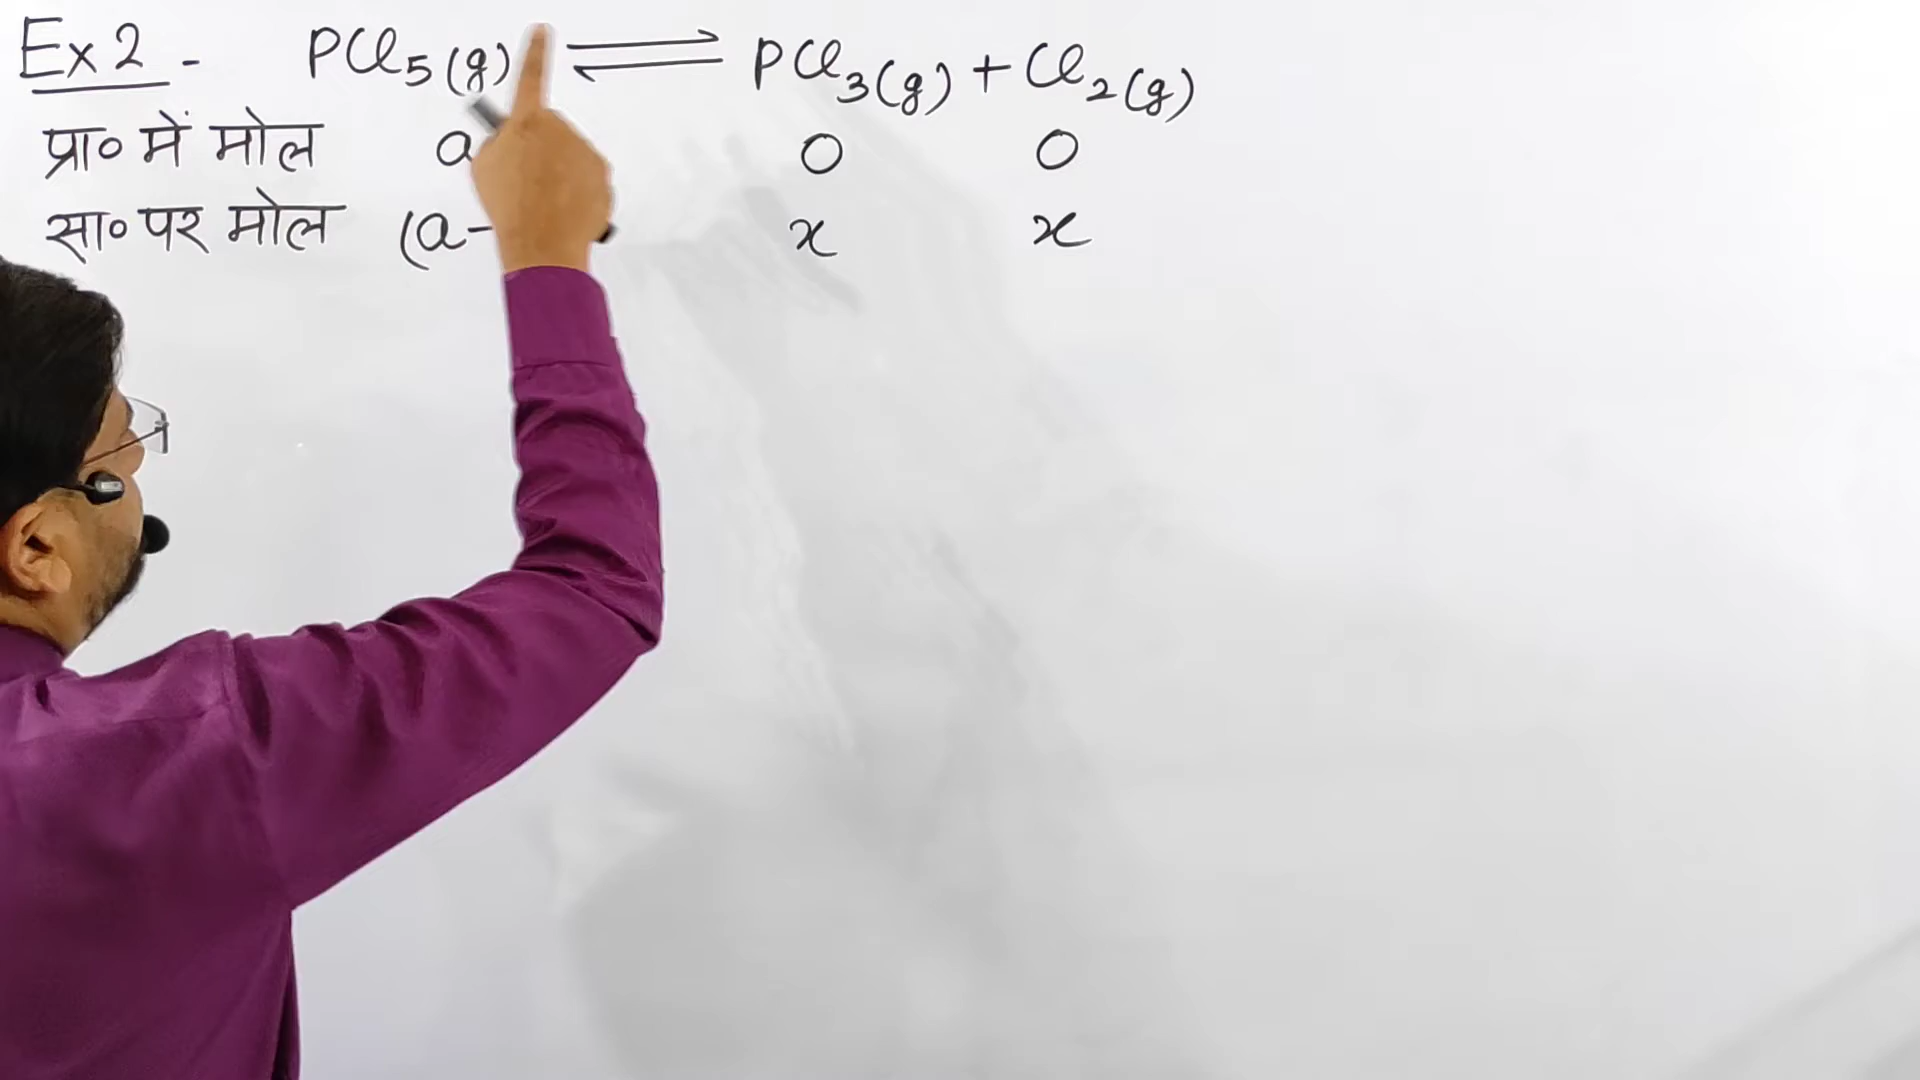 Ex 2 - PCl5(g) ⇌ PCl3(g) + Cl2(g)
प्रा० में मोल a 0 0
सा० पर मोल (a- x x